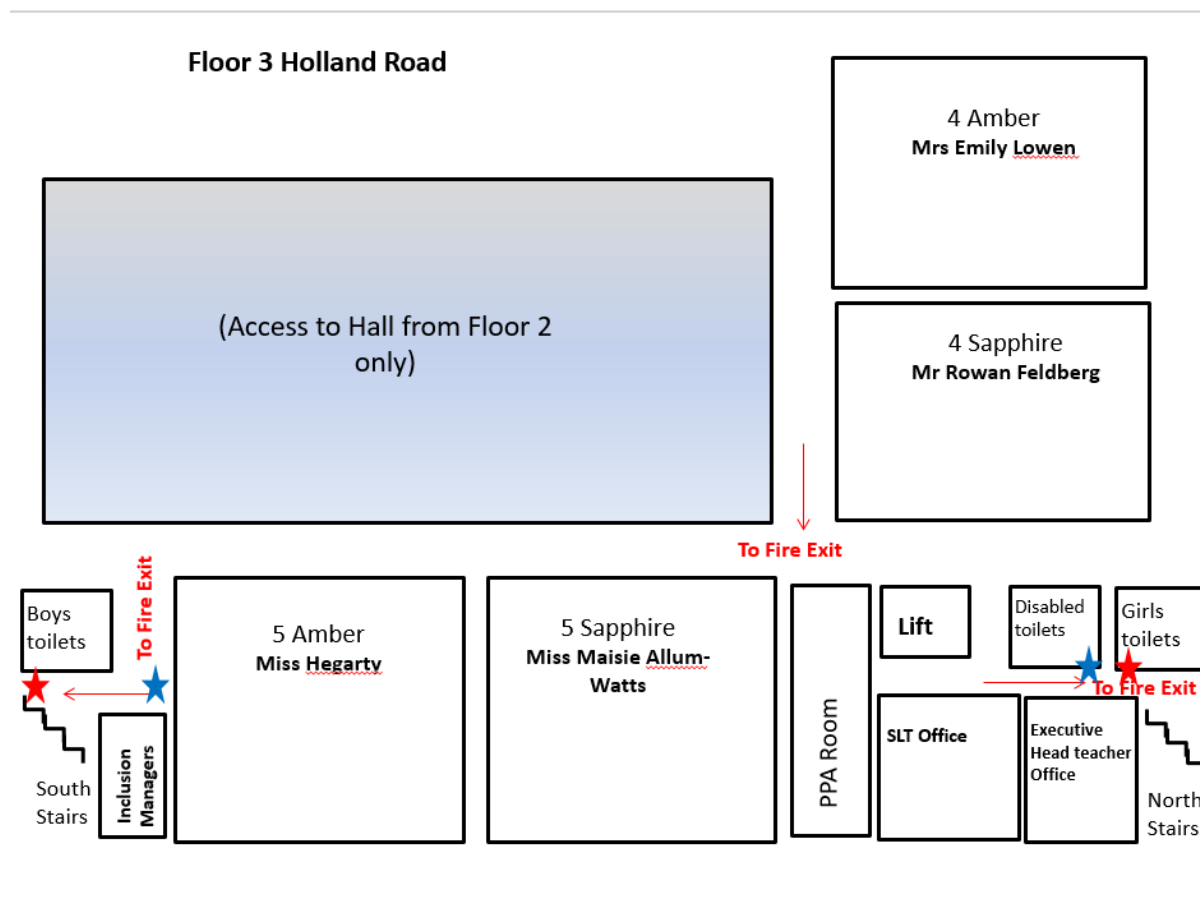 Floor 3 Holland Road
4 Amber
Mrs Emily Lowen
(Access to Hall from Floor 2
only)
4 Sapphire
Mr Rowan Feldberg
To Fire Exit
To Fire Exit
Boys
toilets
5 Amber
Miss Hegarty
5 Sapphire
Miss Maisie Allum-
Watts
Lift
Disabled
toilets
Girls
toilets
To Fire Exit
South
Stairs
Inclusion
Managers
PPA Room
SLT Office
Executive
Head teacher
Office
North
Stairs